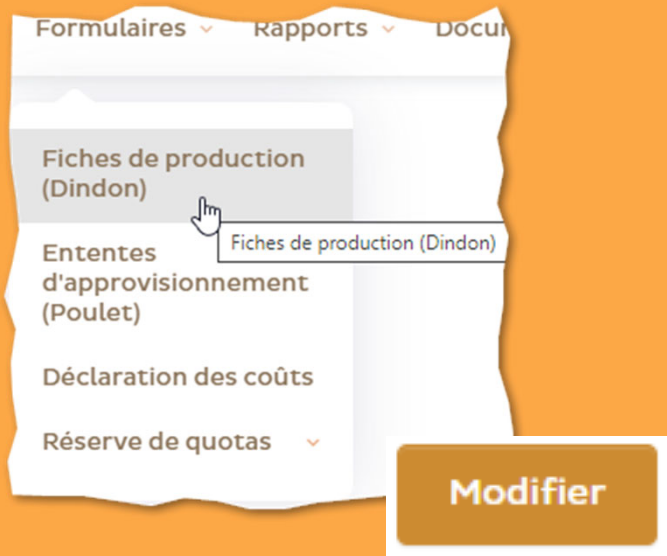 Formulaires Rapports
Fiches de production
(Dindon)
Fiches de production (Dindon)
Ententes
d'approvisionnement
(Poulet)
Déclaration des coûts
Réserve de quotas
Modifier